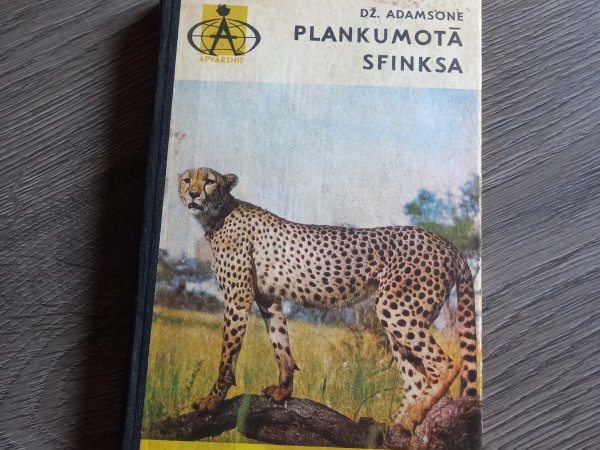 DŽ. ADAMSONE
PLANKUMOTĀ
SFINKSA
A
APVĀRSNIS